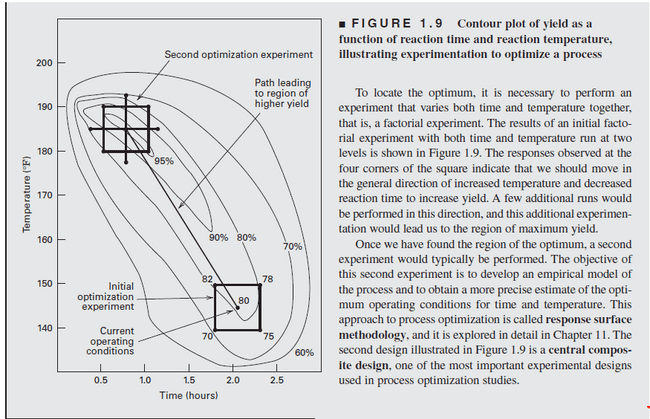 Second optimization experiment
Path leading
to region of
higher yield
200
190
180
170
160
150
140
Temperature (°F)
95%
90%
80%
70%
60%
82
78
80
70
75
Initial
optimization
experiment
Current
operating
conditions
0.5
1.0
1.5
2.0
2.5
Time (hours)
■ FIGURE 1.9 Contour plot of yield as a
function of reaction time and reaction temperature,
illustrating experimentation to optimize a process
To locate the optimum, it is necessary to perform an
experiment that varies both time and temperature together,
that is, a factorial experiment. The results of an initial facto-
rial experiment with both time and temperature run at two
levels is shown in Figure 1.9. The responses observed at the
four corners of the square indicate that we should move in
the general direction of increased temperature and decreased
reaction time to increase yield. A few additional runs would
be performed in this direction, and this additional experimen-
tation would lead us to the region of maximum yield.
Once we have found the region of the optimum, a second
experiment would typically be performed. The objective of
this second experiment is to develop an empirical model of
the process and to obtain a more precise estimate of the opti-
mum operating conditions for time and temperature. This
approach to process optimization is called response surface
methodology, and it is explored in detail in Chapter 11. The
second design illustrated in Figure 1.9 is a central compos-
ite design, one of the most important experimental designs
used in process optimization studies.